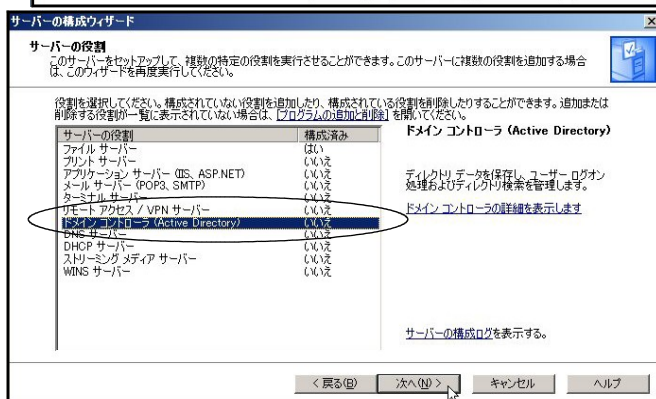 サーバーの構成ウィザード
サーバーの役割
このサーバーをセットアップして、複数の特定の役割を実行させることができます。このサーバーに複数の役割を追加する場合
は、このウィザードを再度実行してください。
役割を選択してください。構成されていない役割を追加したり、構成されている役割を削除したりすることができます。追加または
削除する役割が一覧に表示されていない場合は、[プログラムの追加と削除] を開いてください。
サーバーの役割 構成済み
ファイル サーバー はい
プリント サーバー いいえ
アプリケーション サーバー (IIS、ASP.NET) いいえ
メール サーバー (POP3、SMTP) いいえ
ターミナル サーバー いいえ
リモート アクセス / VPN サーバー いいえ
ドメイン コントローラ (Active Directory) いいえ
DNS サーバー いいえ
DHCP サーバー いいえ
ストリーミング メディア サーバー いいえ
WINS サーバー いいえ
ドメイン コントローラ (Active Directory)
ディレクトリ データを保存し、ユーザー ログオン
処理およびディレクトリ検索を管理します。
ドメイン コントローラの詳細を表示します
サーバーの構成ログを表示する。
< 戻る(B)
次へ(N) >
キャンセル
ヘルプ